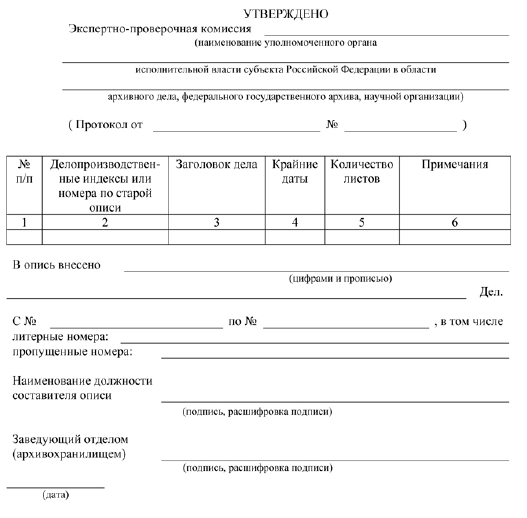 УТВЕРЖДЕНО
Экспертно-проверочная комиссия
(наименование уполномоченного органа
исполнительной власти субъекта Российской Федерации в области
архивного дела, федерального государственного архива, научной организации)
( Протокол от № )
№ п/п Делопроизводствен-ные индексы или номера по старой описи Заголовок дела Крайние даты Количество листов Примечания
1 2 3 4 5 6
В опись внесено
(цифрами и прописью)
Дел.
С № по № , в том числе
литерные номера:
пропущенные номера:
Наименование должности
составителя описи
(подпись, расшифровка подписи)
Заведующий отделом
(архивохранилищем)
(подпись, расшифровка подписи)
(дата)